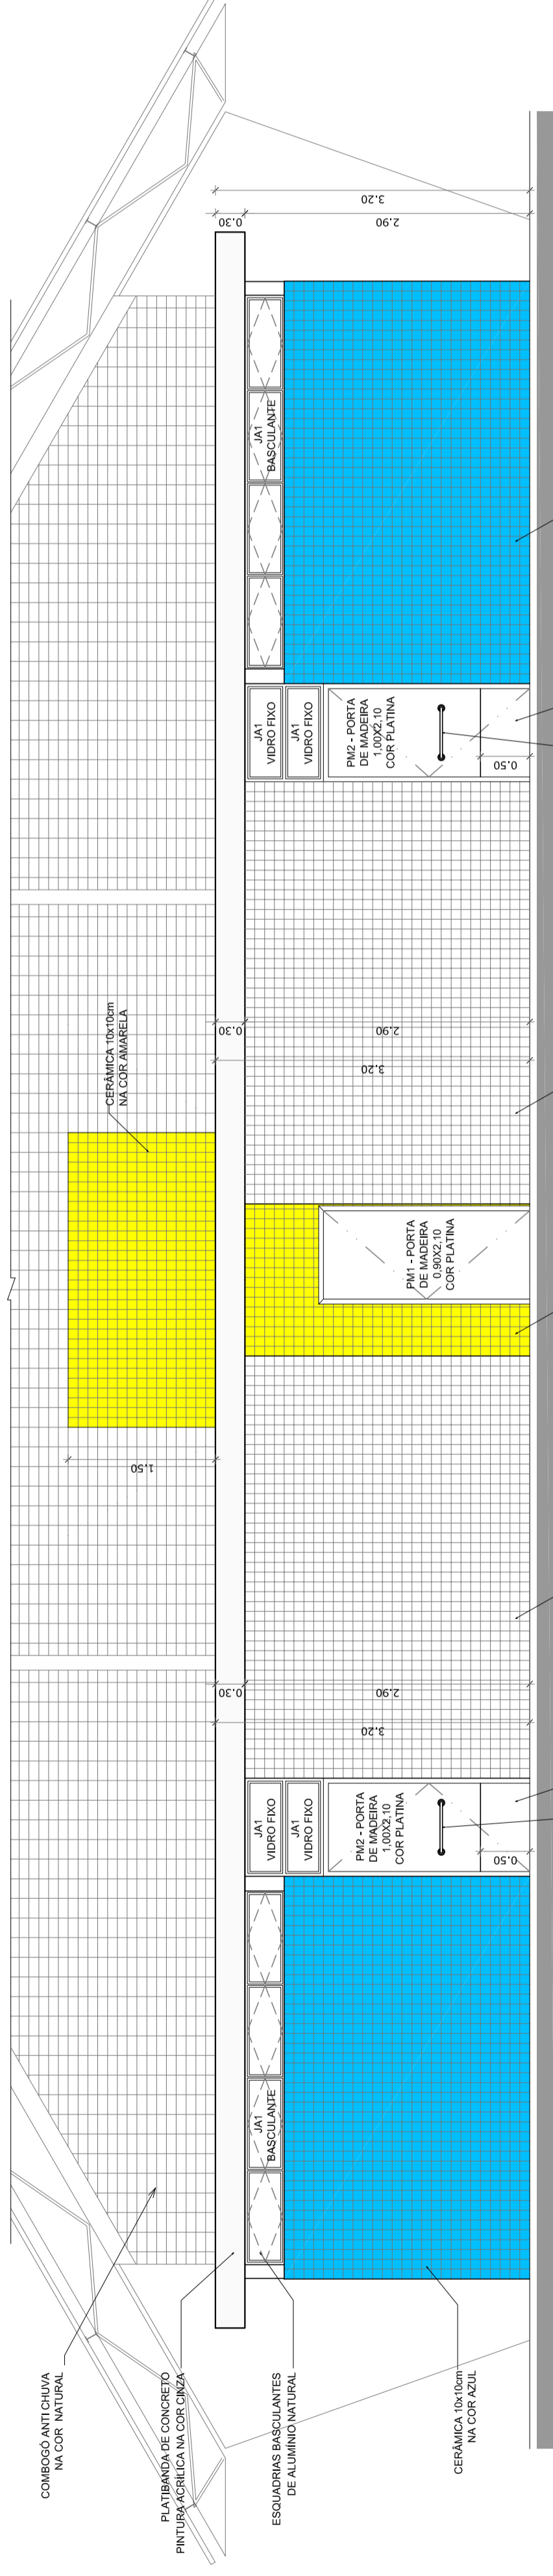 COMBOGÓ ANTI CHUVA
NA COR NATURAL
PLATIBANDA DE CONCRETO
PINTURA ACRÍLICA NA COR CINZA
ESQUADRIAS BASCULANTES
DE ALUMÍNIO NATURAL
CERÂMICA 10x10cm
NA COR AZUL
JA1
BASCULANTE
JA1
VIDRO FIXO
JA1
VIDRO FIXO
PM2 - PORTA
DE MADEIRA
1,00X2,10
COR PLATINA
0.50
0.30
2.90
3.20
1.50
CERÂMICA 10x10cm
NA COR AMARELA
PM1 - PORTA
DE MADEIRA
0,90X2,10
COR PLATINA
0.30
2.90
3.20
JA1
VIDRO FIXO
JA1
VIDRO FIXO
PM2 - PORTA
DE MADEIRA
1,00X2,10
COR PLATINA
0.50
JA1
BASCULANTE
0.30
2.90
3.20